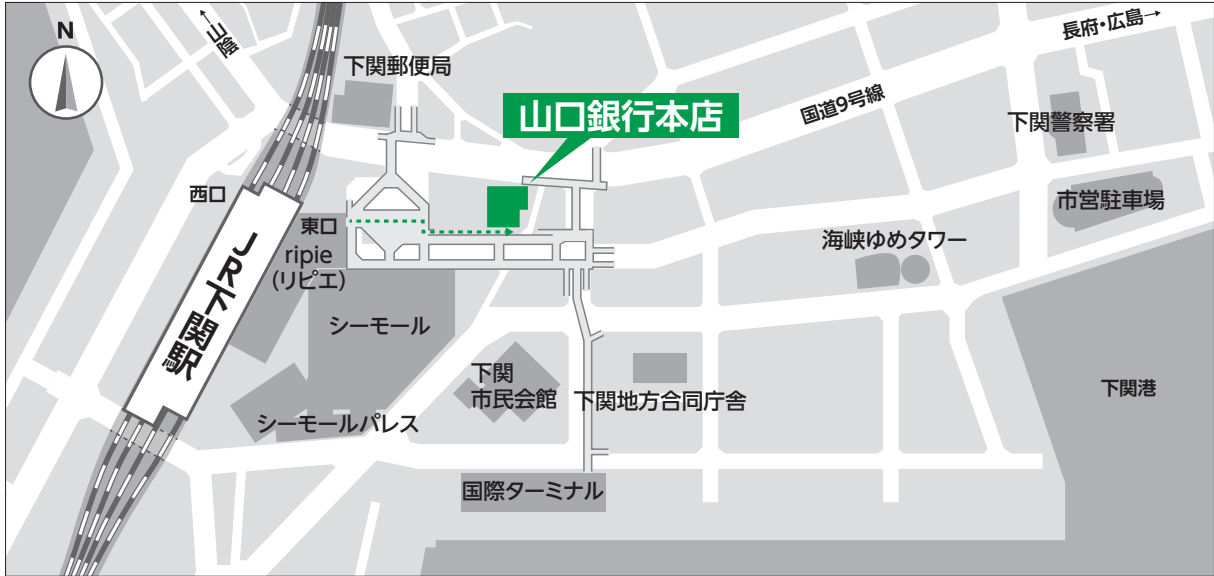 N
←山陰
長府・広島→
下関郵便局
国道9号線
山口銀行本店
下関警察署
西口
市営駐車場
東口
海峡ゆめタワー
ripie
(リピエ)
JR下関駅
シーモール
下関
市民会館
下関地方合同庁舎
下関港
シーモールパレス
国際ターミナル